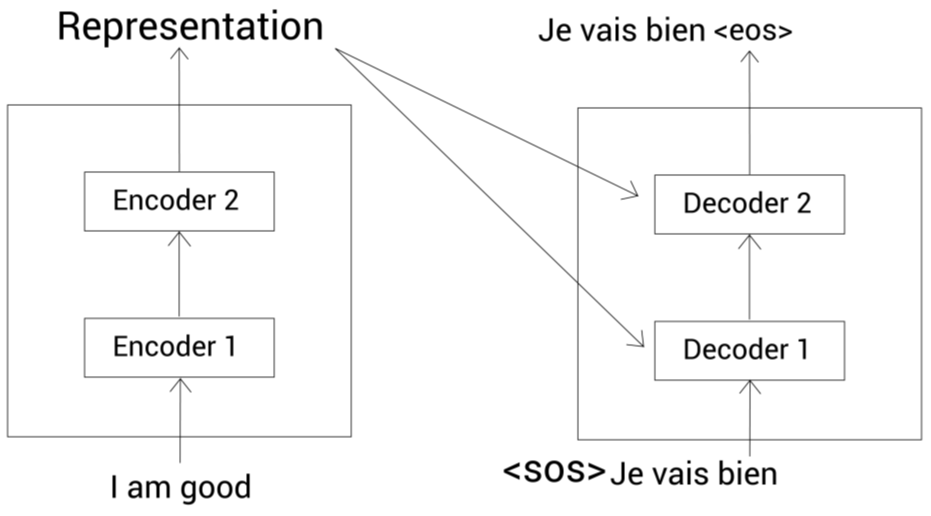 Representation
Encoder 2
Encoder 1
I am good
Je vais bien <eos>
Decoder 2
Decoder 1
<SOS> Je vais bien